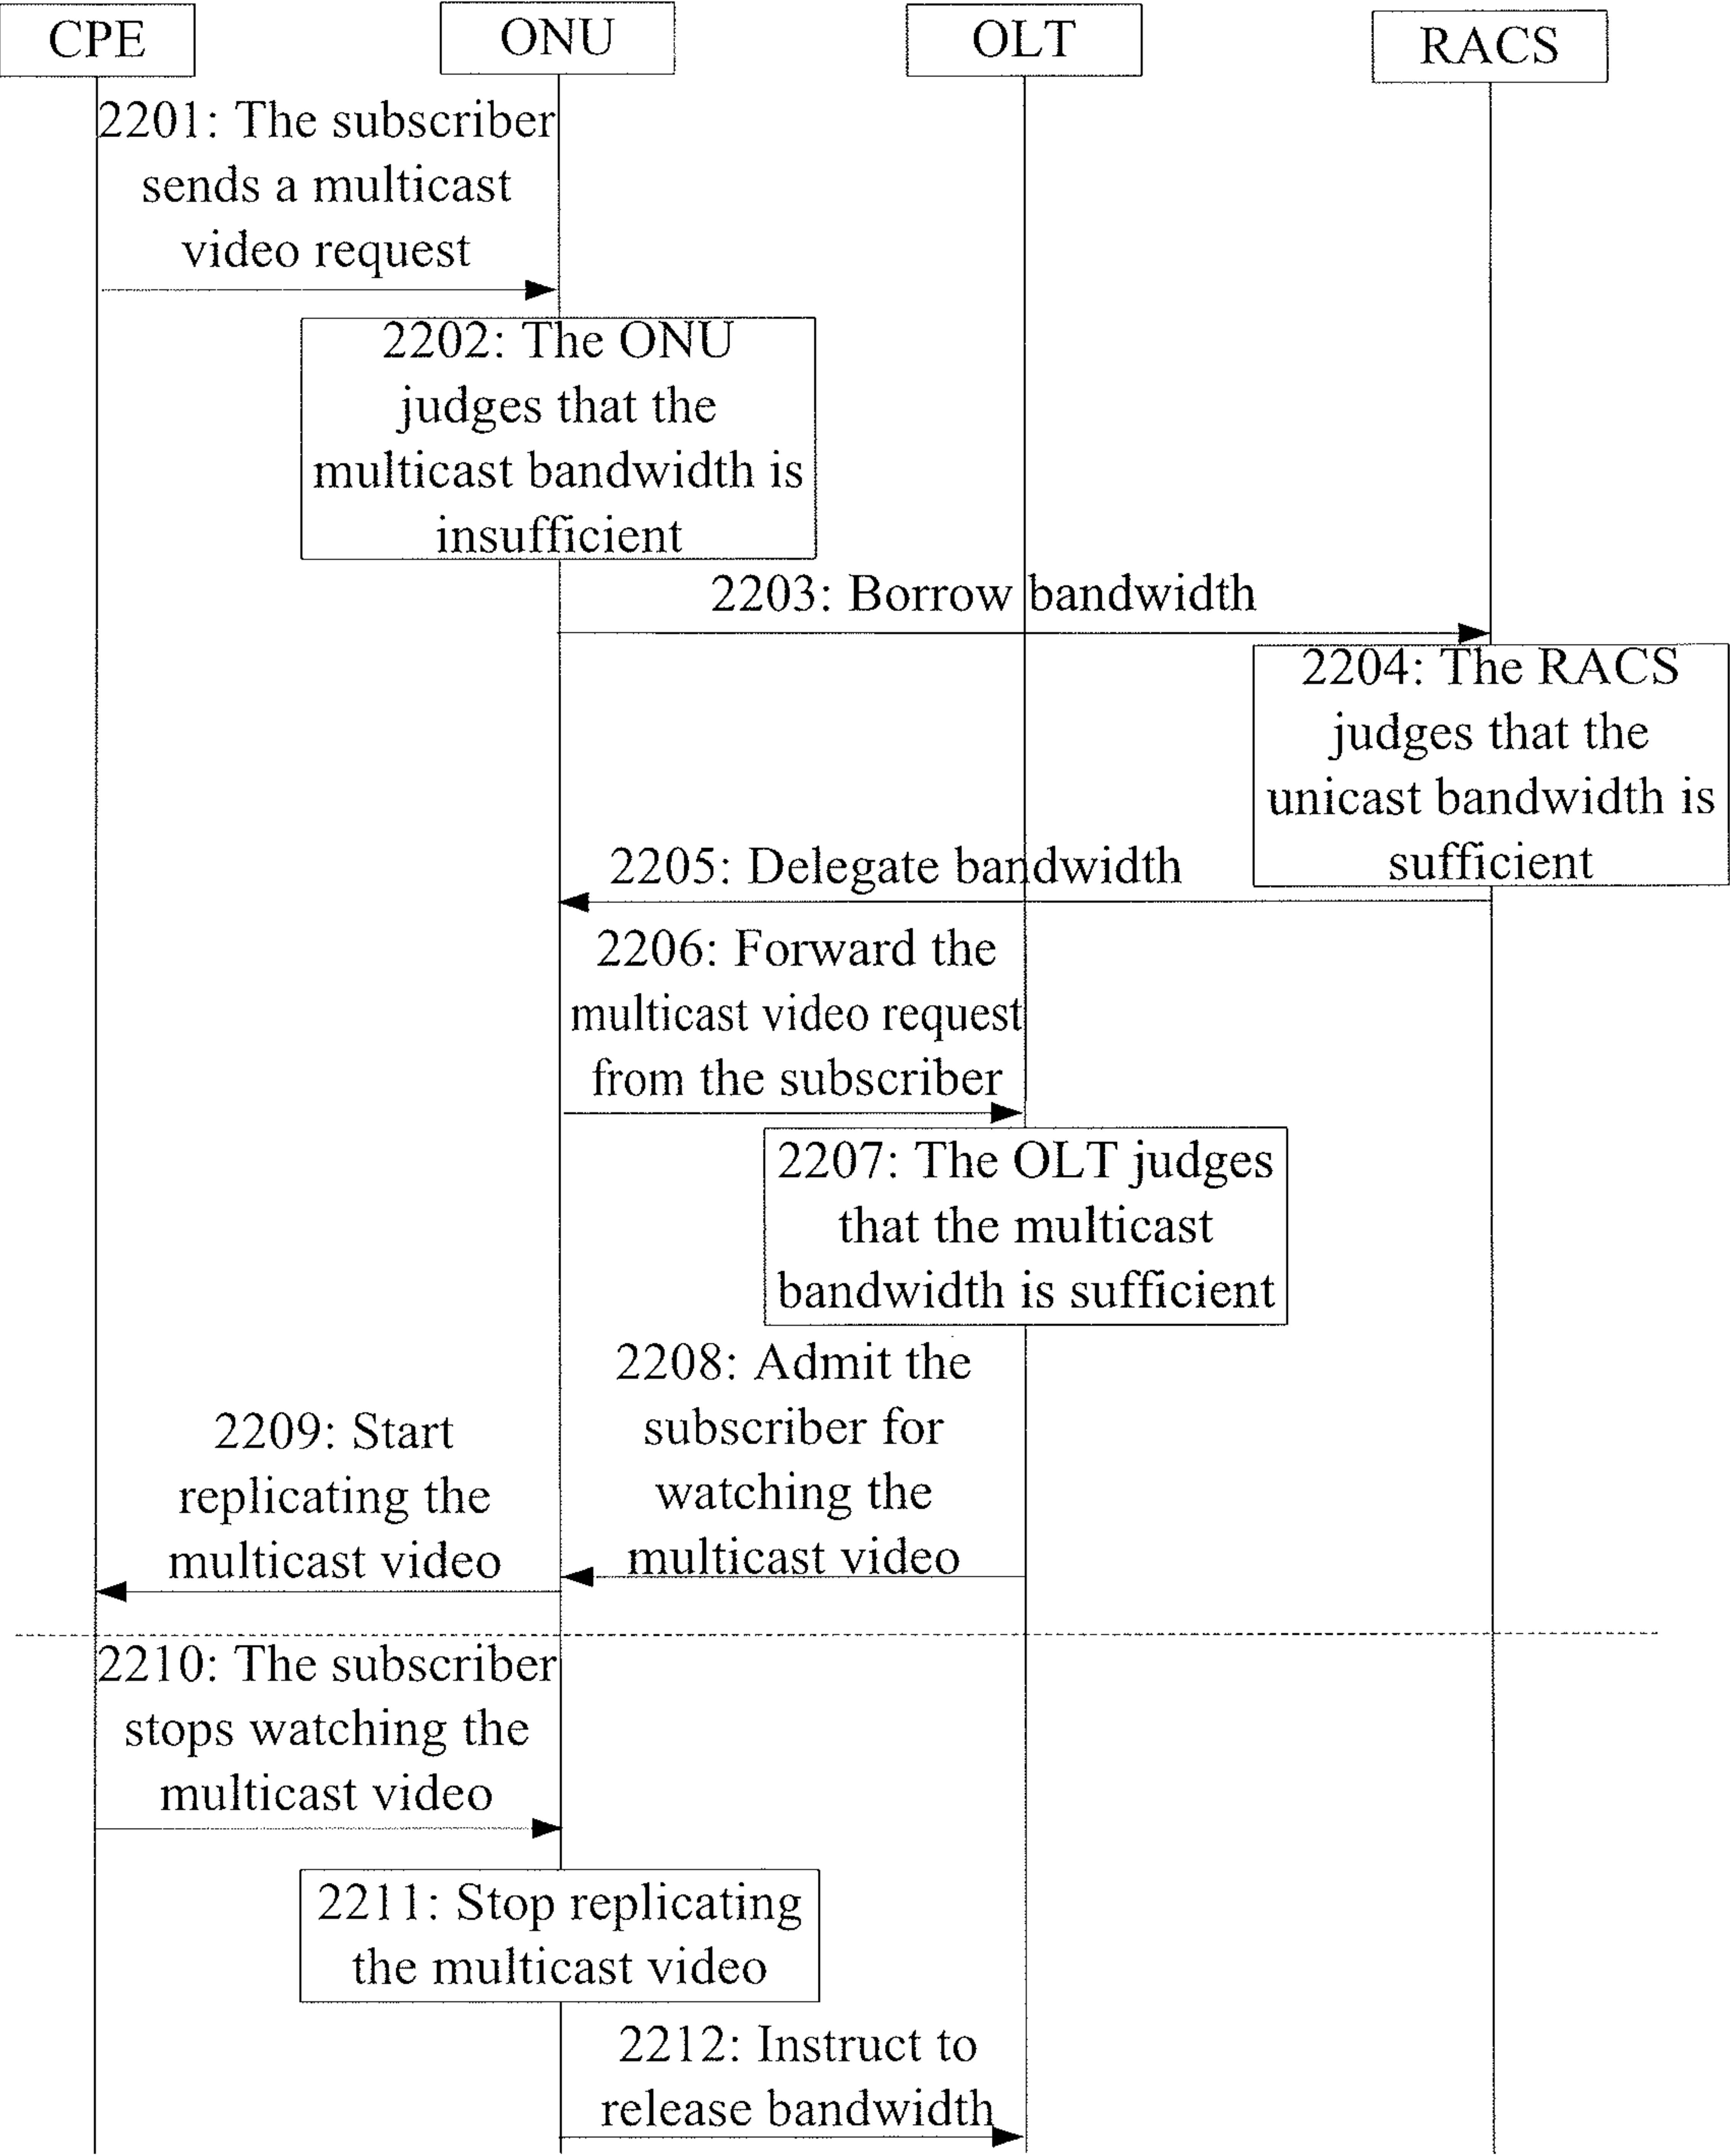 CPE
ONU
OLT
RACS
2201: The subscriber
sends a multicast
video request
2202: The ONU
judges that the
multicast bandwidth is
insufficient
2203: Borrow bandwidth
2204: The RACS
judges that the
unicast bandwidth is
sufficient
2205: Delegate bandwidth
2206: Forward the
multicast video request
from the subscriber
2207: The OLT judges
that the multicast
bandwidth is sufficient
2208: Admit the
subscriber for
watching the
multicast video
2209: Start
replicating the
multicast video
2210: The subscriber
stops watching the
multicast video
2211: Stop replicating
the multicast video
2212: Instruct to
release bandwidth